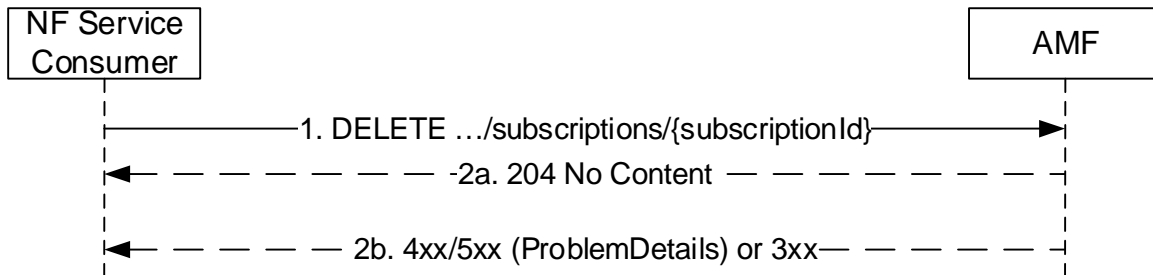 NF Service
Consumer
AMF
1. DELETE …/subscriptions/{subscriptionId}
2a. 204 No Content
2b. 4xx/5xx (ProblemDetails) or 3xx